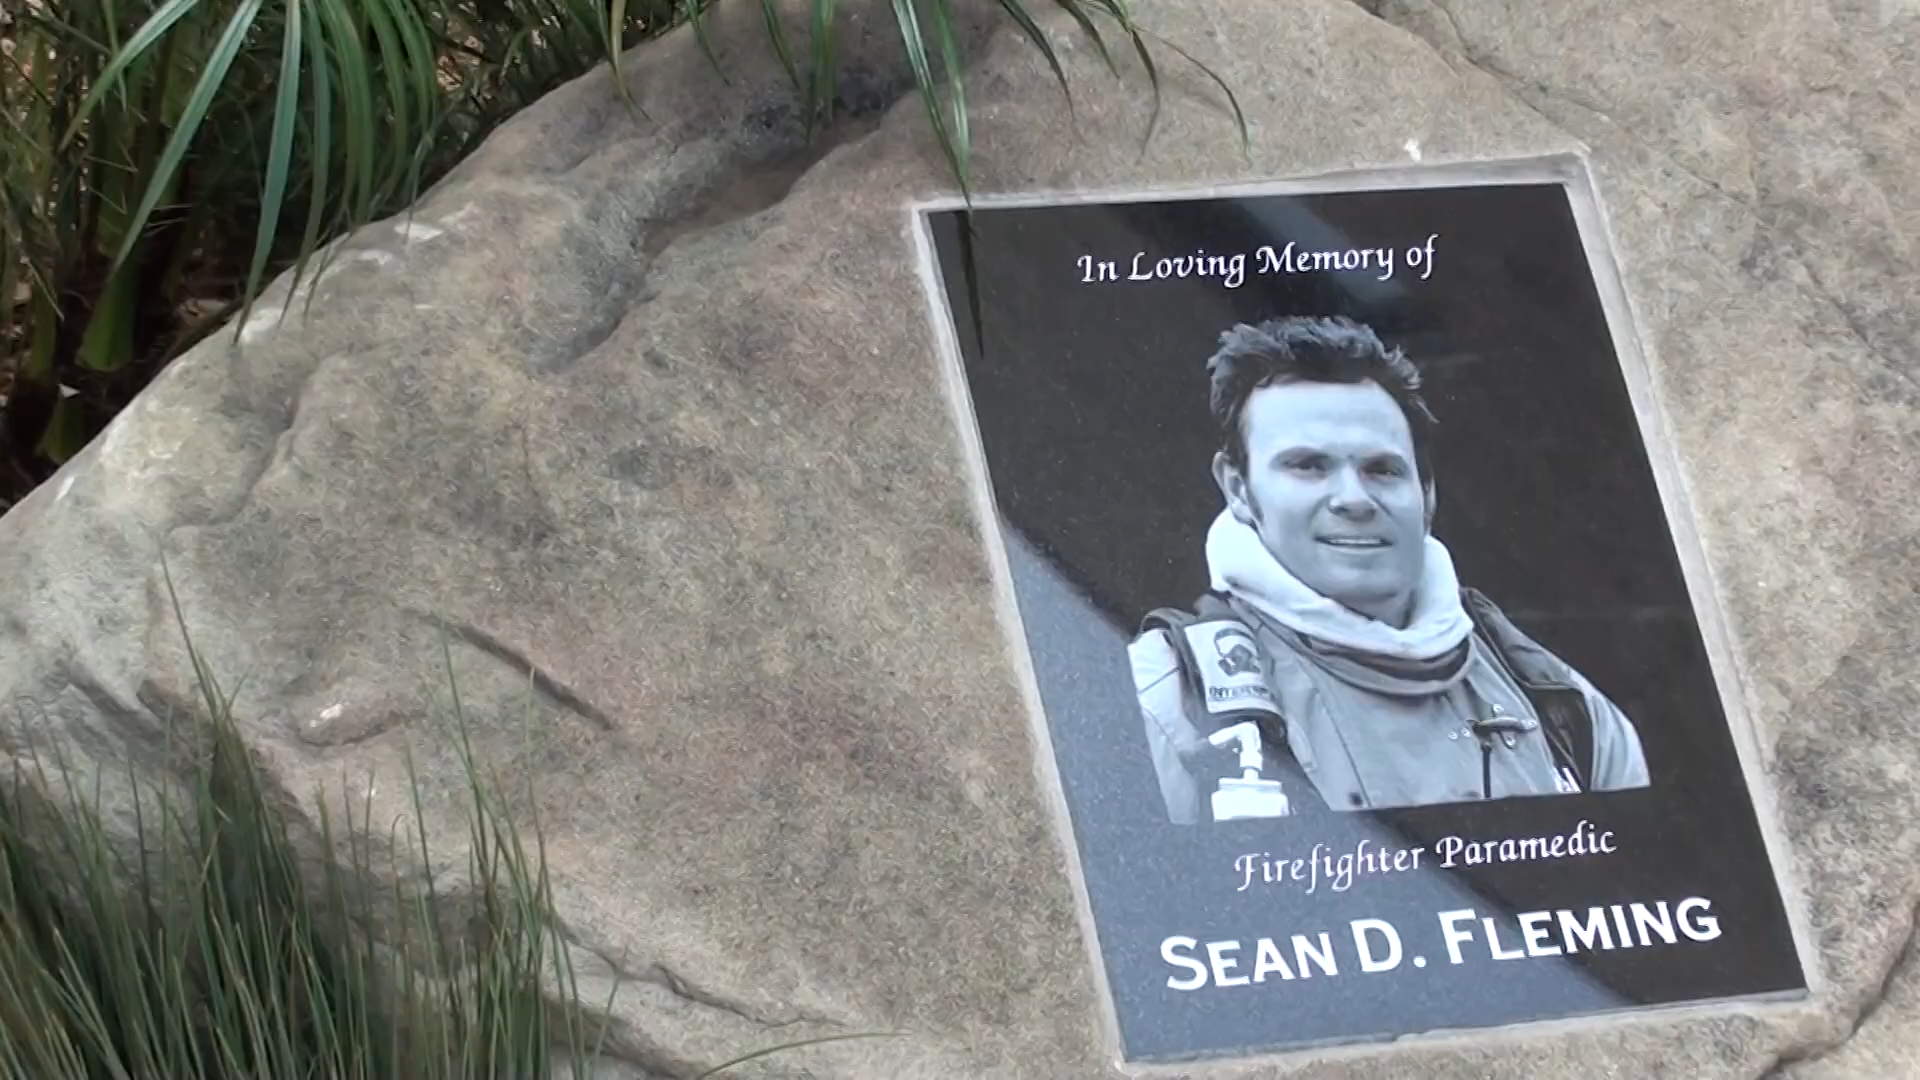 In Loving Memory of
Firefighter Paramedic
SEAN D. FLEMING